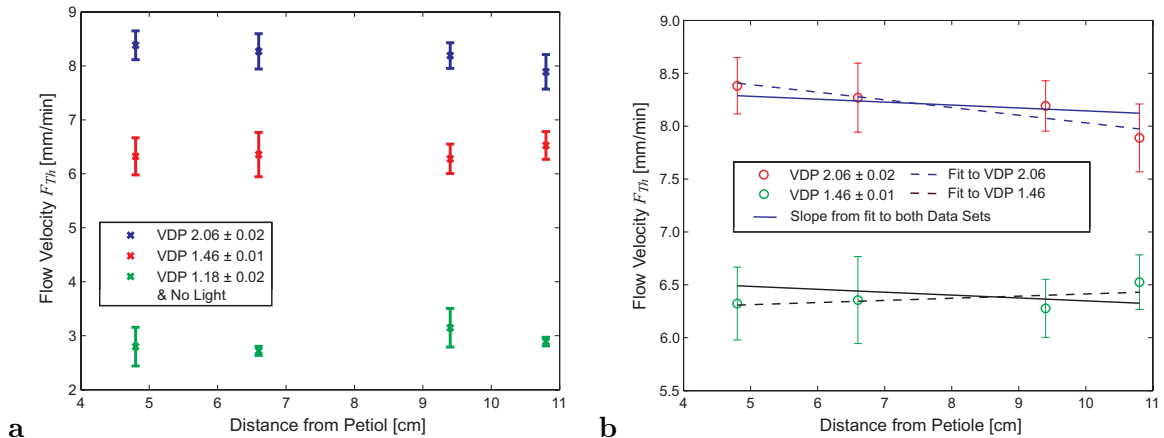 9
8
7
6
5
4
3
2
4 5 6 7 8 9 10 11
Flow Velocity F_Th [mm/min]
Distance from Petiol [cm]
VDP 2.06 ± 0.02
VDP 1.46 ± 0.01
VDP 1.18 ± 0.02
& No Light
a
9.0
8.5
8.0
7.5
7.0
6.5
6.0
5.5
4 5 6 7 8 9 10 11
Flow Velocity F_Th [mm/min]
Distance from Petiole [cm]
VDP 2.06 ± 0.02 Fit to VDP 2.06
VDP 1.46 ± 0.01 Fit to VDP 1.46
Slope from fit to both Data Sets
b